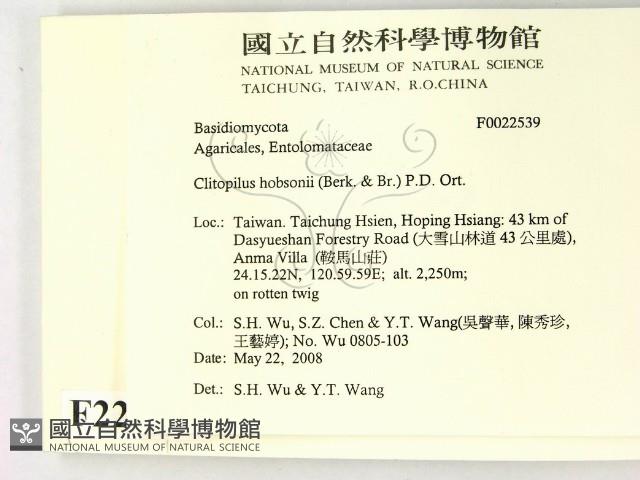 國立自然科學博物館
NATIONAL MUSEUM OF NATURAL SCIENCE
TAICHUNG, TAIWAN, R.O.CHINA
Basidiomycota F0022539
Agaricales, Entolomataceae
Clitopilus hobsonii (Berk. & Br.) P.D. Ort.
Loc.: Taiwan. Taichung Hsien, Hoping Hsiang: 43 km of
Dasyueshan Forestry Road (大雪山林道 43 公里處),
Anma Villa (鞍馬山莊)
24.15.22N, 120.59.59E; alt. 2,250m;
on rotten twig
Col.: S.H. Wu, S.Z. Chen & Y.T. Wang(吳聲華, 陳秀珍,
王藝婷); No. Wu 0805-103
Date: May 22, 2008
Det.: S.H. Wu & Y.T. Wang
F22
國立自然科學博物館
NATIONAL MUSEUM OF NATURAL SCIENCE